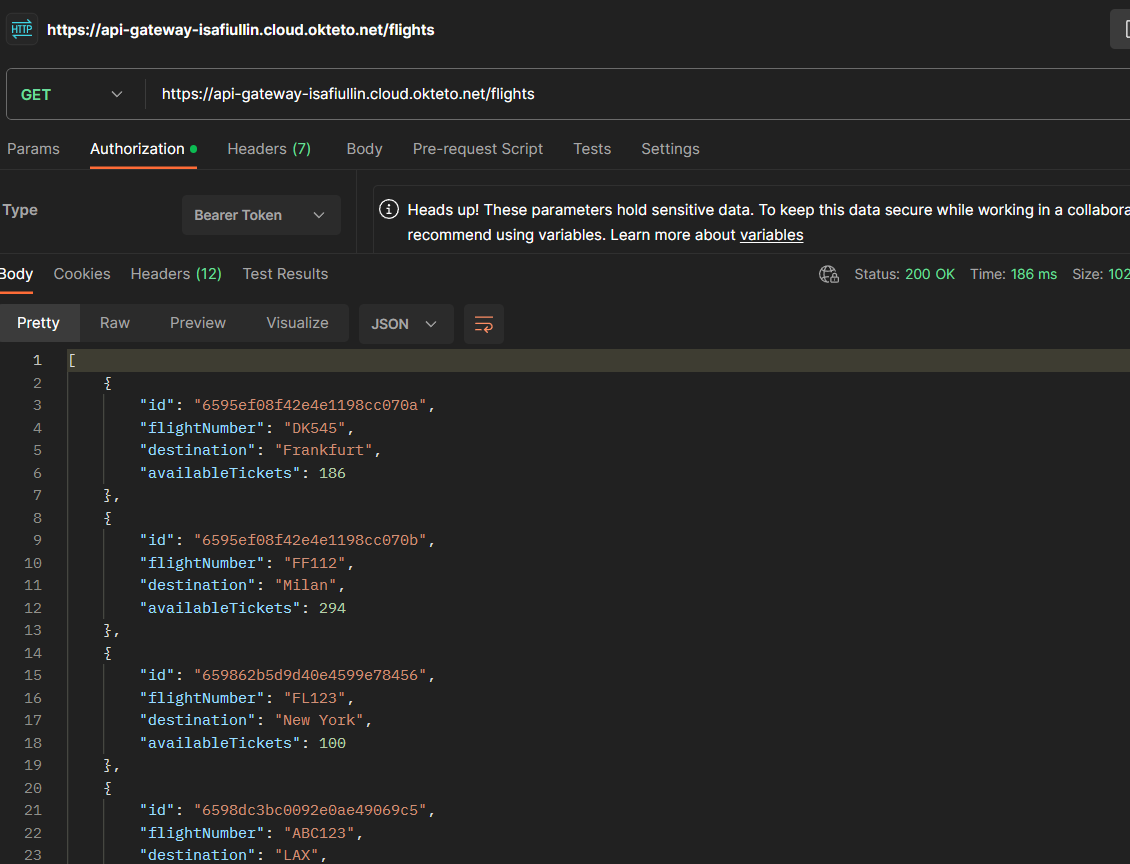 HTTP https://api-gateway-isafiullin.cloud.okteto.net/flights
GET https://api-gateway-isafiullin.cloud.okteto.net/flights
Params Authorization Headers (7) Body Pre-request Script Tests Settings
Type Bearer Token
Heads up! These parameters hold sensitive data. To keep this data secure while working in a collabora
recommend using variables. Learn more about variables
Body Cookies Headers (12) Test Results Status: 200 OK Time: 186 ms Size: 102
Pretty Raw Preview Visualize JSON
1 [
2 {
3 "id": "6595ef08f42e4e1198cc070a",
4 "flightNumber": "DK545",
5 "destination": "Frankfurt",
6 "availableTickets": 186
7 },
8 {
9 "id": "6595ef08f42e4e1198cc070b",
10 "flightNumber": "FF112",
11 "destination": "Milan",
12 "availableTickets": 294
13 },
14 {
15 "id": "659862b5d9d40e4599e78456",
16 "flightNumber": "FL123",
17 "destination": "New York",
18 "availableTickets": 100
19 },
20 {
21 "id": "6598dc3bc0092e0ae49069c5",
22 "flightNumber": "ABC123",
23 "destination": "LAX",